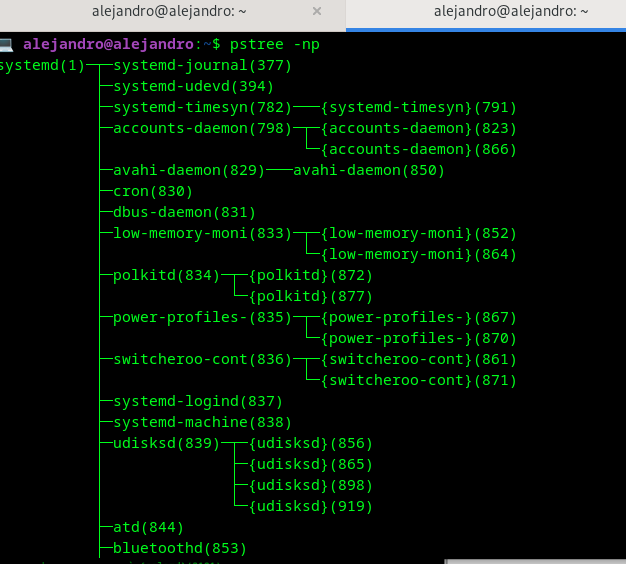 alejandro@alejandro: ~ × alejandro@alejandro: ~
alejandro@alejandro:~$ pstree -np
systemd(1)─┬─systemd-journal(377)
├─systemd-udevd(394)
├─systemd-timesyn(782)───{systemd-timesyn}(791)
├─accounts-daemon(798)─┬─{accounts-daemon}(823)
└─{accounts-daemon}(866)
├─avahi-daemon(829)───avahi-daemon(850)
├─cron(830)
├─dbus-daemon(831)
├─low-memory-moni(833)─┬─{low-memory-moni}(852)
└─{low-memory-moni}(864)
├─polkitd(834)─┬─{polkitd}(872)
└─{polkitd}(877)
├─power-profiles-(835)─┬─{power-profiles-}(867)
└─{power-profiles-}(870)
├─switcheroo-cont(836)─┬─{switcheroo-cont}(861)
└─{switcheroo-cont}(871)
├─systemd-logind(837)
├─systemd-machine(838)
├─udisksd(839)─┬─{udisksd}(856)
├─{udisksd}(865)
├─{udisksd}(898)
└─{udisksd}(919)
├─atd(844)
├─bluetoothd(853)